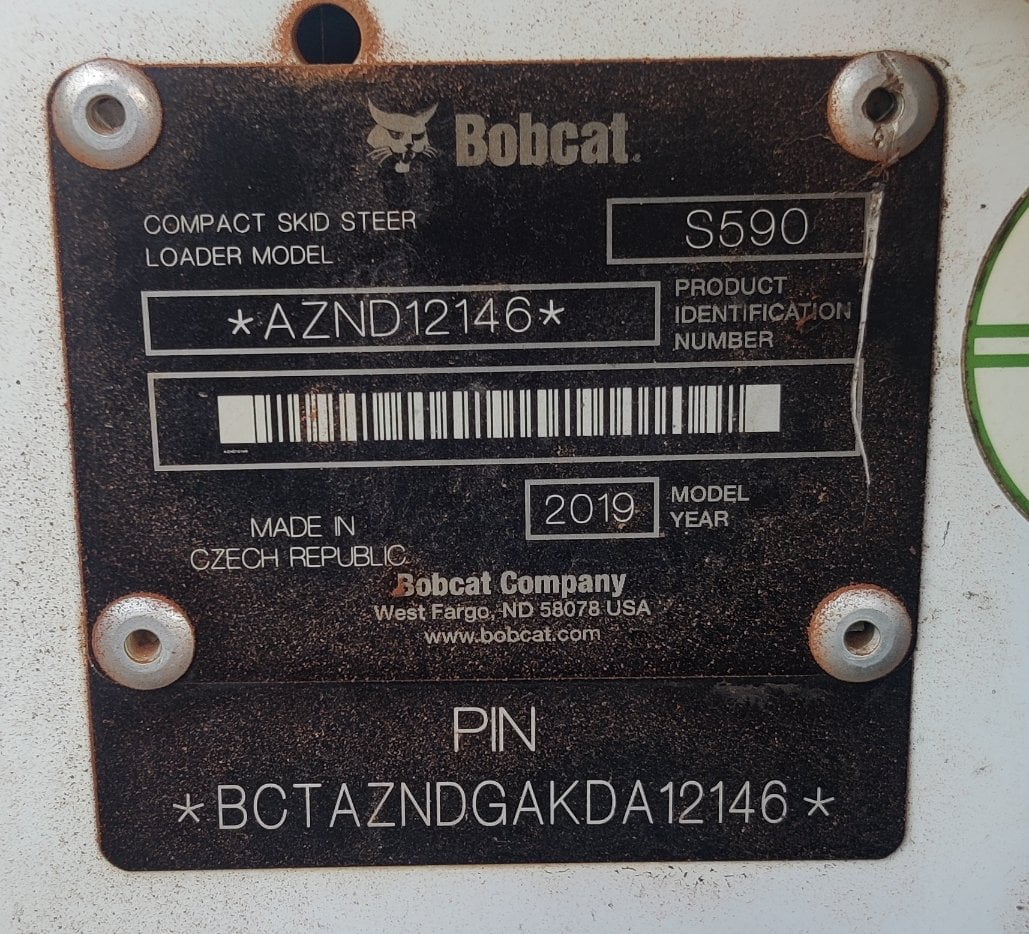 Bobcat.
COMPACT SKID STEER
LOADER MODEL
S590
*AZND12146*
PRODUCT
IDENTIFICATION
NUMBER
2019
MODEL
YEAR
MADE IN
CZECH REPUBLIC
Bobcat Company
West Fargo, ND 58078 USA
www.bobcat.com
PIN
*BCTAZNDGAKDA12146*